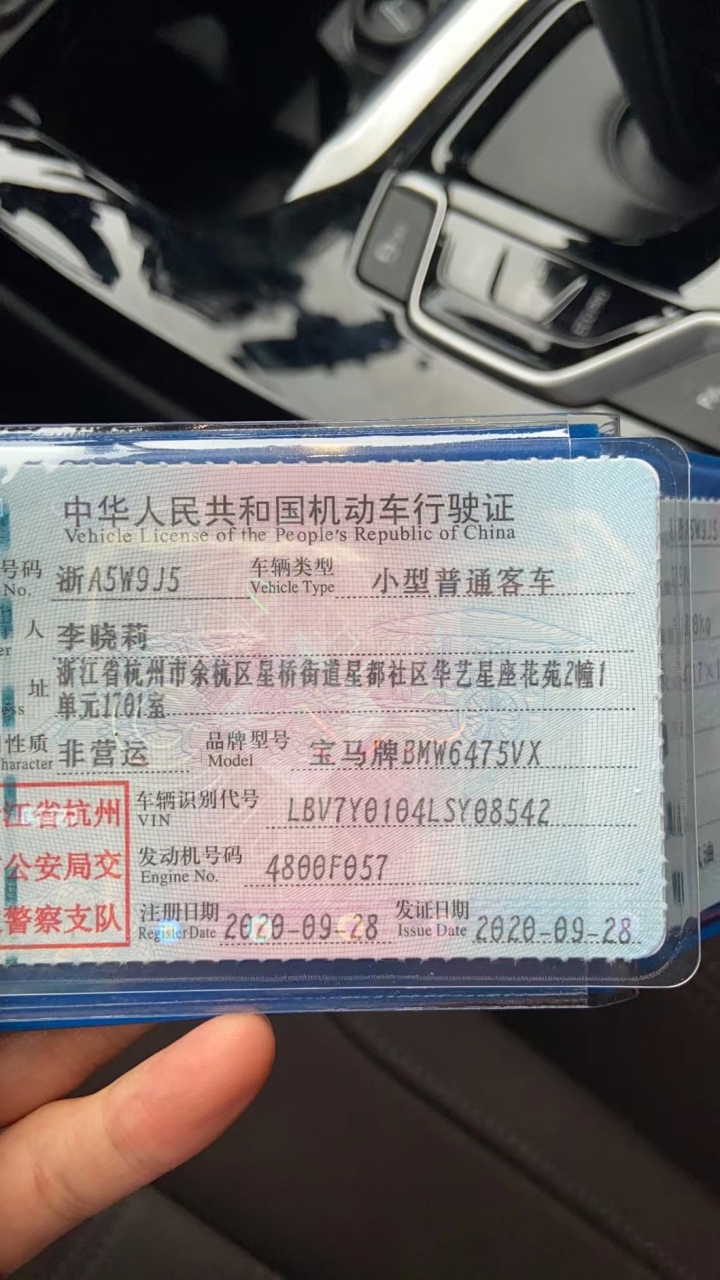 中华人民共和国机动车行驶证
Vehicle License of the People's Republic of China
号码 浙A5W9J5 车辆类型 小型普通客车
No. Vehicle Type
人 李晓莉
er
址 浙江省杭州市余杭区星桥街道星都社区华艺星座花苑2幢1
ess 单元1701室
性质 非营运 品牌型号 宝马牌BMW6475VX
haracter Model
江省杭州 车辆识别代号 LBV7Y0104LSY08542
VIN
公安局交 发动机号码 4800F057
Engine No.
警察支队 注册日期 2020-09-28 发证日期 2020-09-28
Register Date Issue Date